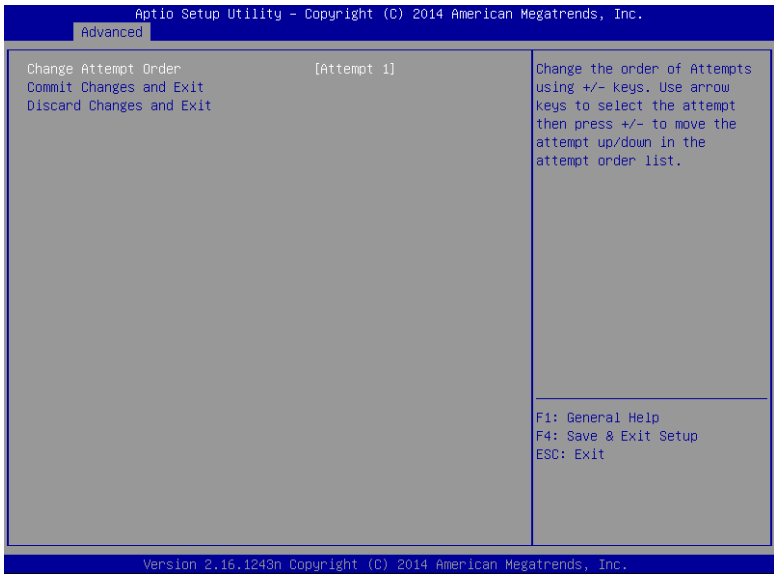 Aptio Setup Utility – Copyright (C) 2014 American Megatrends, Inc.
Advanced
Change Attempt Order [Attempt 1]
Commit Changes and Exit
Discard Changes and Exit
Change the order of Attempts
using +/- keys. Use arrow
keys to select the attempt
then press +/- to move the
attempt up/down in the
attempt order list.
F1: General Help
F4: Save & Exit Setup
ESC: Exit
Version 2.16.1243n Copyright (C) 2014 American Megatrends, Inc.